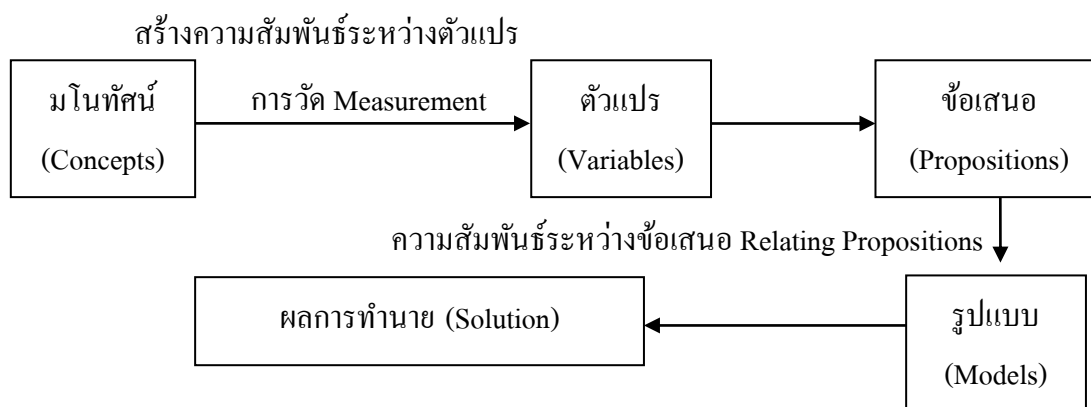 สร้างความสัมพันธ์ระหว่างตัวแปร
มโนทัศน์
(Concepts)
การวัด Measurement
ตัวแปร
(Variables)
ข้อเสนอ
(Propositions)
ความสัมพันธ์ระหว่างข้อเสนอ Relating Propositions
ผลการทำนาย (Solution)
รูปแบบ
(Models)